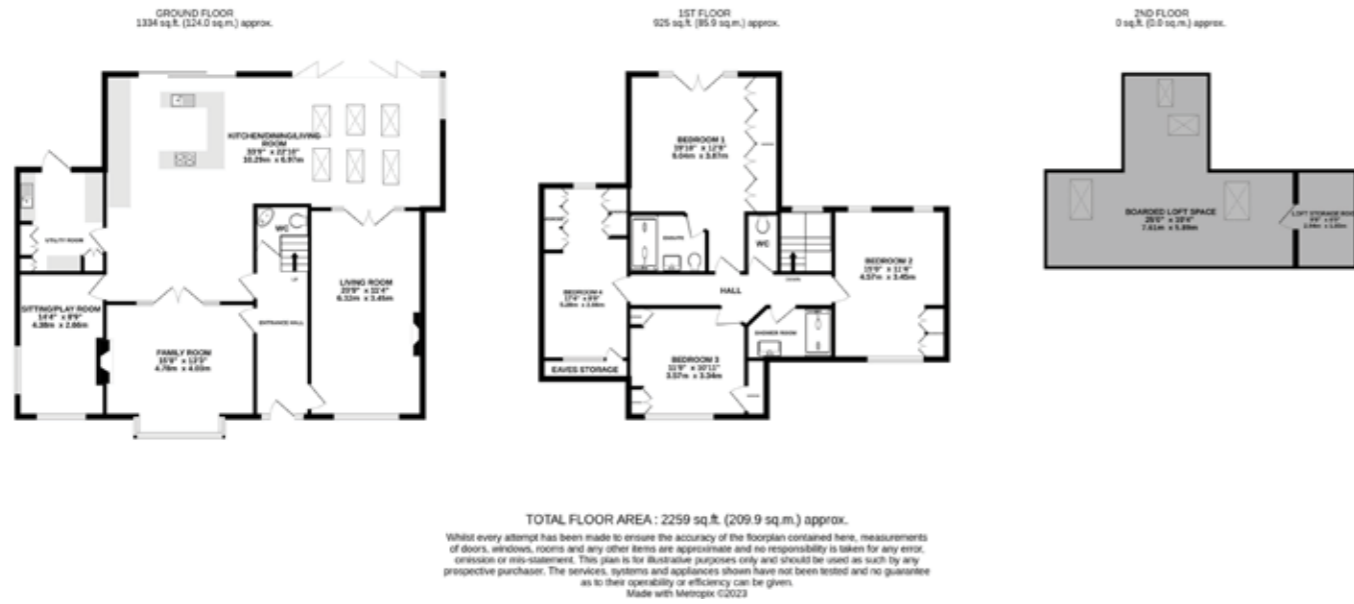 GROUND FLOOR
1334 sq.ft. (124.0 sq.m.) approx.
KITCHEN/DINING/LIVING
ROOM
33'9" x 22'10"
10.29m x 6.97m
UTILITY ROOM
WC
UP
SITTING/PLAY ROOM
14'4" x 8'9"
4.38m x 2.66m
FAMILY ROOM
15'8" x 13'3"
4.78m x 4.03m
ENTRANCE HALL
LIVING ROOM
20'9" x 11'4"
6.32m x 3.45m
1ST FLOOR
925 sq.ft. (85.9 sq.m.) approx.
BEDROOM 1
19'10" x 12'8"
6.04m x 3.87m
ENSUITE
WC
DOWN
BEDROOM 2
15'0" x 11'4"
4.57m x 3.45m
HALL
BEDROOM 4
SHOWER ROOM
BEDROOM 3
11'9" x 10'11"
3.57m x 3.34m
EAVES STORAGE
2ND FLOOR
0 sq.ft. (0.0 sq.m.) approx.
BOARDED LOFT SPACE
25'0" x 19'4"
7.61m x 5.89m
LOFT STORAGE ROOM
TOTAL FLOOR AREA : 2259 sq.ft. (209.9 sq.m.) approx.
Whilst every attempt has been made to ensure the accuracy of the floorplan contained here, measurements
of doors, windows, rooms and any other items are approximate and no responsibility is taken for any error,
omission or mis-statement. This plan is for illustrative purposes only and should be used as such by any
prospective purchaser. The services, systems and appliances shown have not been tested and no guarantee
as to their operability or efficiency can be given.
Made with Metropix ©2023